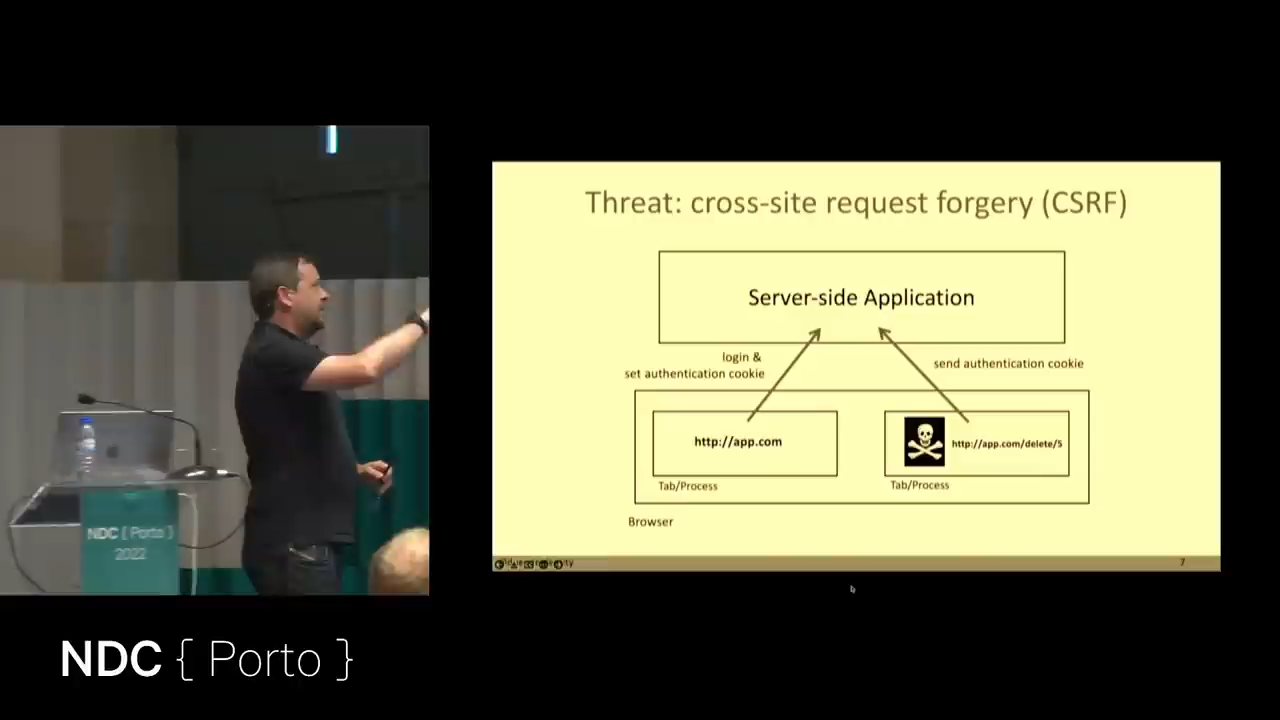 Threat: cross-site request forgery (CSRF)
Server-side Application
login &
set authentication cookie
send authentication cookie
http://app.com
http://app.com/delete/5
Tab/Process
Tab/Process
Browser
7
NDC { Porto }
2022
NDC { Porto }